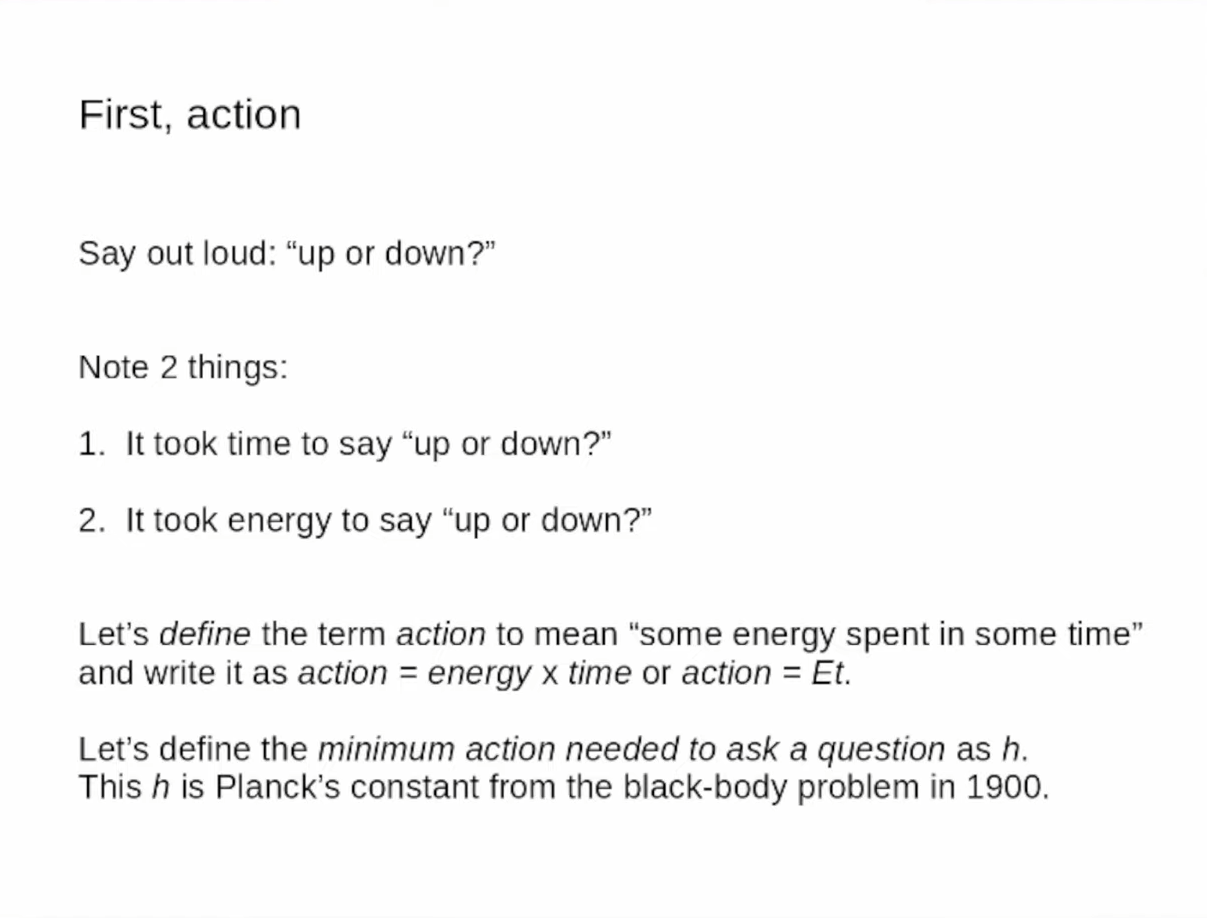 First, action
Say out loud: “up or down?”
Note 2 things:
1. It took time to say “up or down?”
2. It took energy to say “up or down?”
Let’s define the term action to mean “some energy spent in some time”
and write it as action = energy x time or action = Et.
Let’s define the minimum action needed to ask a question as h.
This h is Planck’s constant from the black-body problem in 1900.